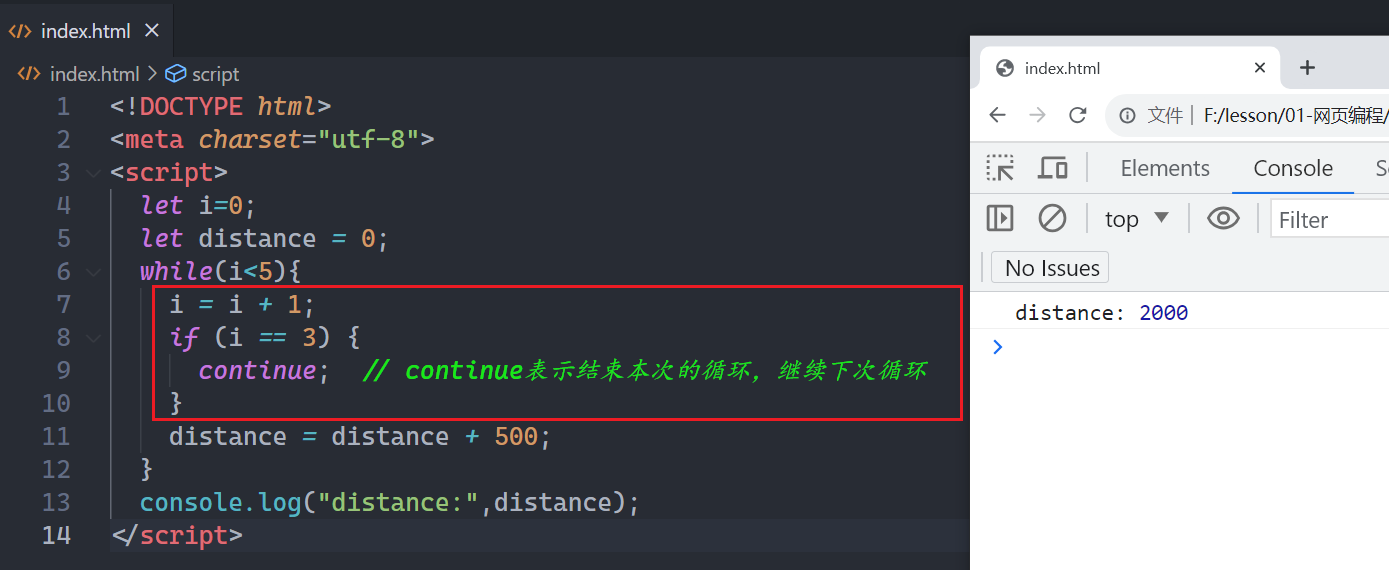 index.html
index.html > script
1 <!DOCTYPE html>
2 <meta charset="utf-8">
3 <script>
4 let i=0;
5 let distance = 0;
6 while(i<5){
7 i = i + 1;
8 if (i == 3) {
9 continue; // continue表示结束本次的循环，继续下次循环
10 }
11 distance = distance + 500;
12 }
13 console.log("distance:",distance);
14 </script>
index.html
文件 | F:/lesson/01-网页编程/
Elements Console
top Filter
No Issues
distance: 2000